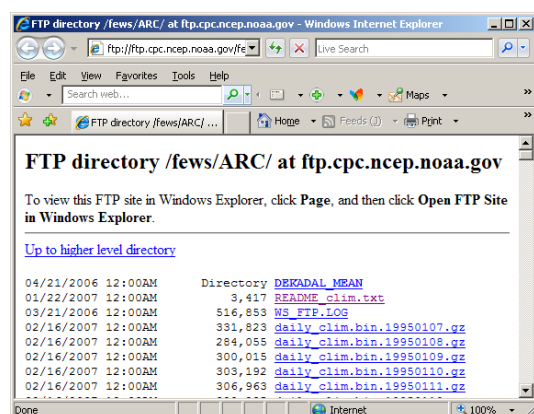 FTP directory /fews/ARC/ at ftp.cpc.ncep.noaa.gov - Windows Internet Explorer
ftp://ftp.cpc.ncep.noaa.gov/fe
Live Search
File Edit View Favorites Tools Help
Search web...
Maps
»
FTP directory /fews/ARC/ ...
Home
Feeds (J)
Print
»
FTP directory /fews/ARC/ at ftp.cpc.ncep.noaa.gov
To view this FTP site in Windows Explorer, click Page, and then click Open FTP Site
in Windows Explorer.
Up to higher level directory
04/21/2006 12:00AM Directory DEKADAL_MEAN
01/22/2007 12:00AM 3,417 README_clim.txt
03/21/2006 12:00AM 516,853 WS_FTP.LOG
02/16/2007 12:00AM 331,823 daily_clim.bin.19950107.gz
02/16/2007 12:00AM 284,055 daily_clim.bin.19950108.gz
02/16/2007 12:00AM 300,015 daily_clim.bin.19950109.gz
02/16/2007 12:00AM 303,192 daily_clim.bin.19950110.gz
02/16/2007 12:00AM 306,963 daily_clim.bin.19950111.gz
Done
Internet
100%